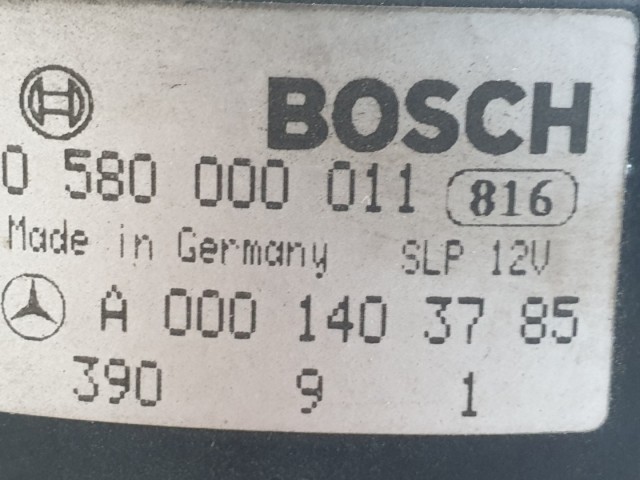 BOSCH
0 580 000 011 816
Made in Germany SLP 12V
A 000 140 37 85
390 9 1